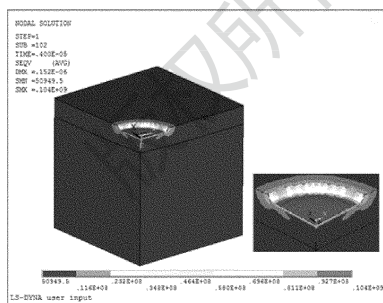 NODAL SOLUTION
STEP=1
SUB =102
TIME=.400E-05
SEQV (AVG)
DMX =.152E-06
SMN =50949.5
SMX =.104E+09
50949.5 .232E+08 .464E+08 .696E+08 .927E+08
.116E+08 .348E+08 .580E+08 .811E+08 .104E+09
LS-DYNA user input